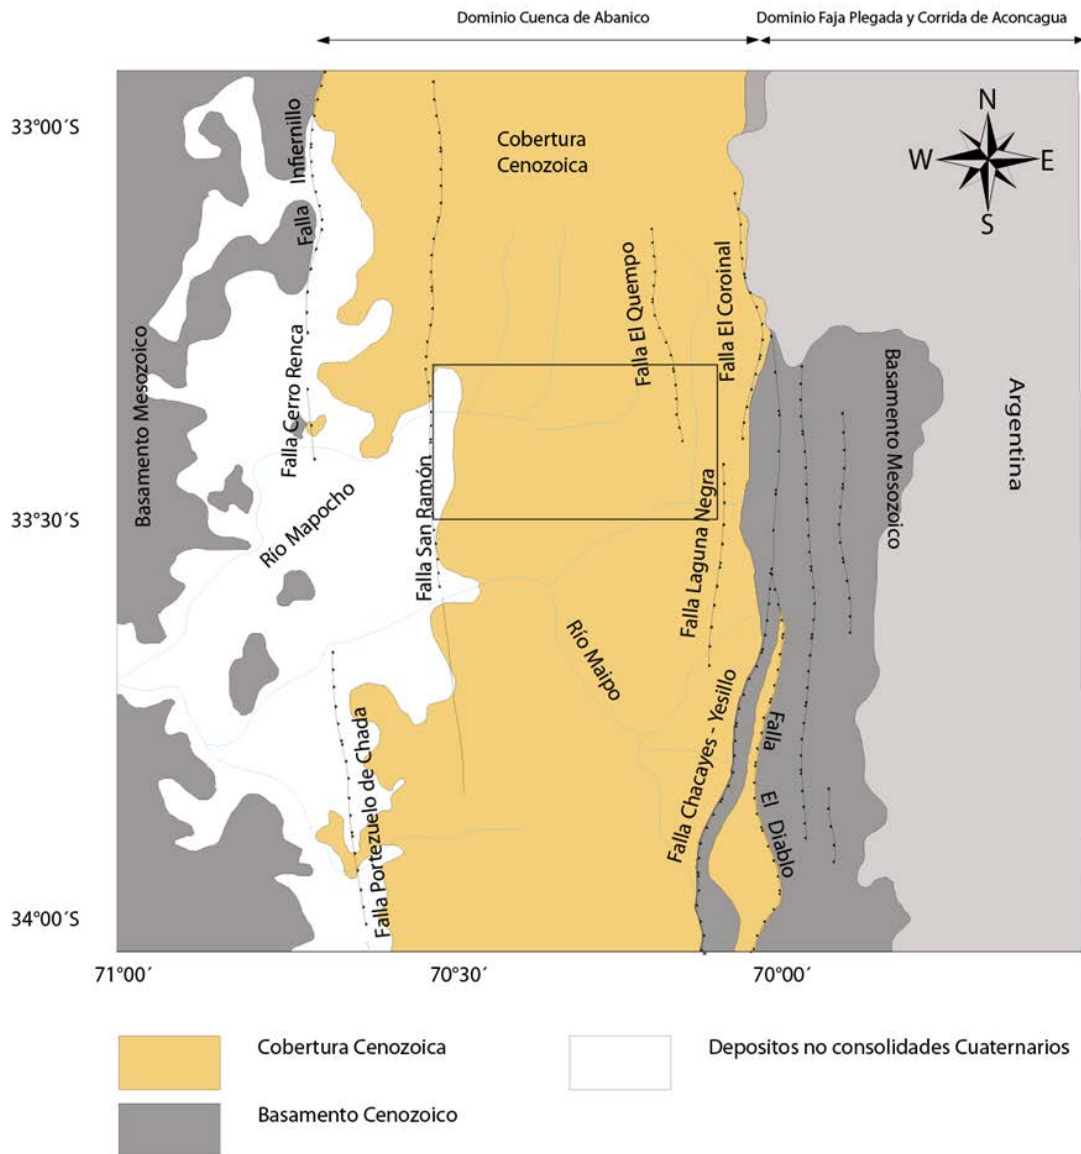 Dominio Cuenca de Abanico
Dominio Faja Plegada y Corrida de Aconcagua
33°00´S
33°30´S
34°00´S
71°00´
70°30´
70°00´
N
W
E
S
Cobertura
Cenozoica
Falla Infiernillo
Falla Cerro Renca
Basamento Mesozoico
Río Mapocho
Falla San Ramón
Falla El Quempo
Falla El Coroinal
Falla Laguna Negra
Río Maipo
Falla Portezuelo de Chada
Falla Chacayes - Yesillo
Falla El Diablo
Basamento Mesozoico
Argentina
Cobertura Cenozoica
Depositos no consolidades Cuaternarios
Basamento Cenozoico